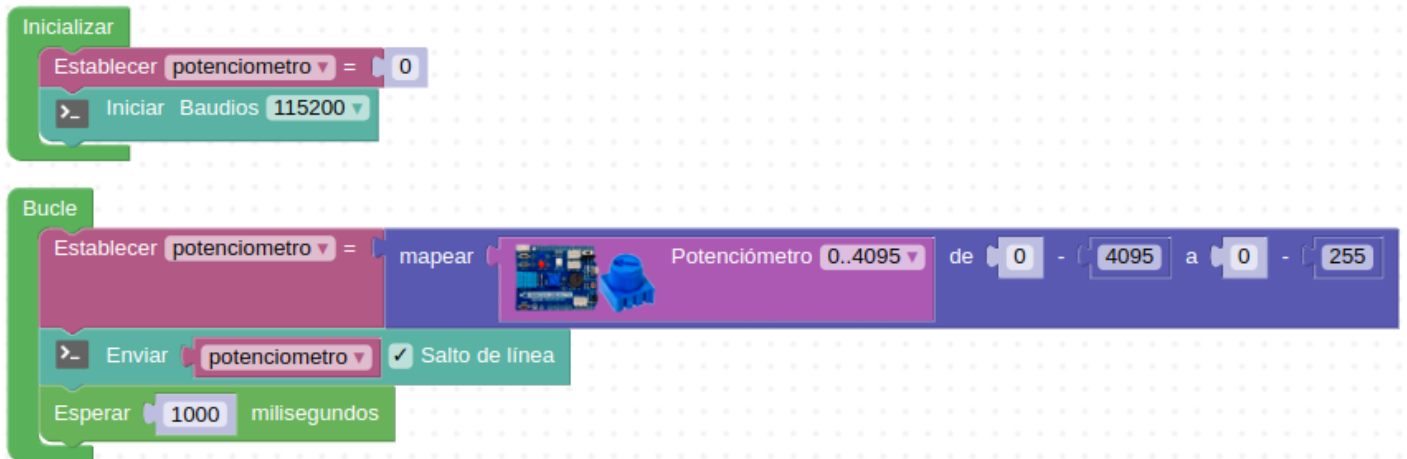 Inicializar
Establecer potenciometro ▾ = 0
>_ Iniciar Baudios 115200 ▾
Bucle
Establecer potenciometro ▾ = mapear Potenciómetro 0..4095 ▾ de 0 - 4095 a 0 - 255
>_ Enviar potenciometro ▾ ✓ Salto de línea
Esperar 1000 milisegundos